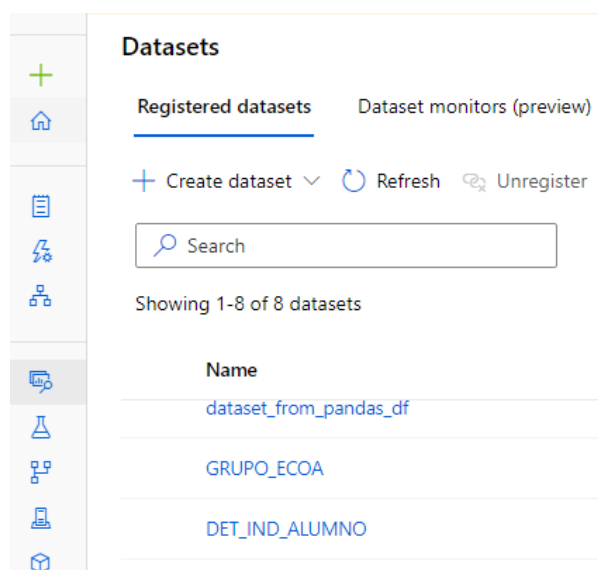 Datasets
Registered datasets Dataset monitors (preview)
Create dataset Refresh Unregister
Search
Showing 1-8 of 8 datasets
Name
dataset_from_pandas_df
GRUPO_ECOA
DET_IND_ALUMNO